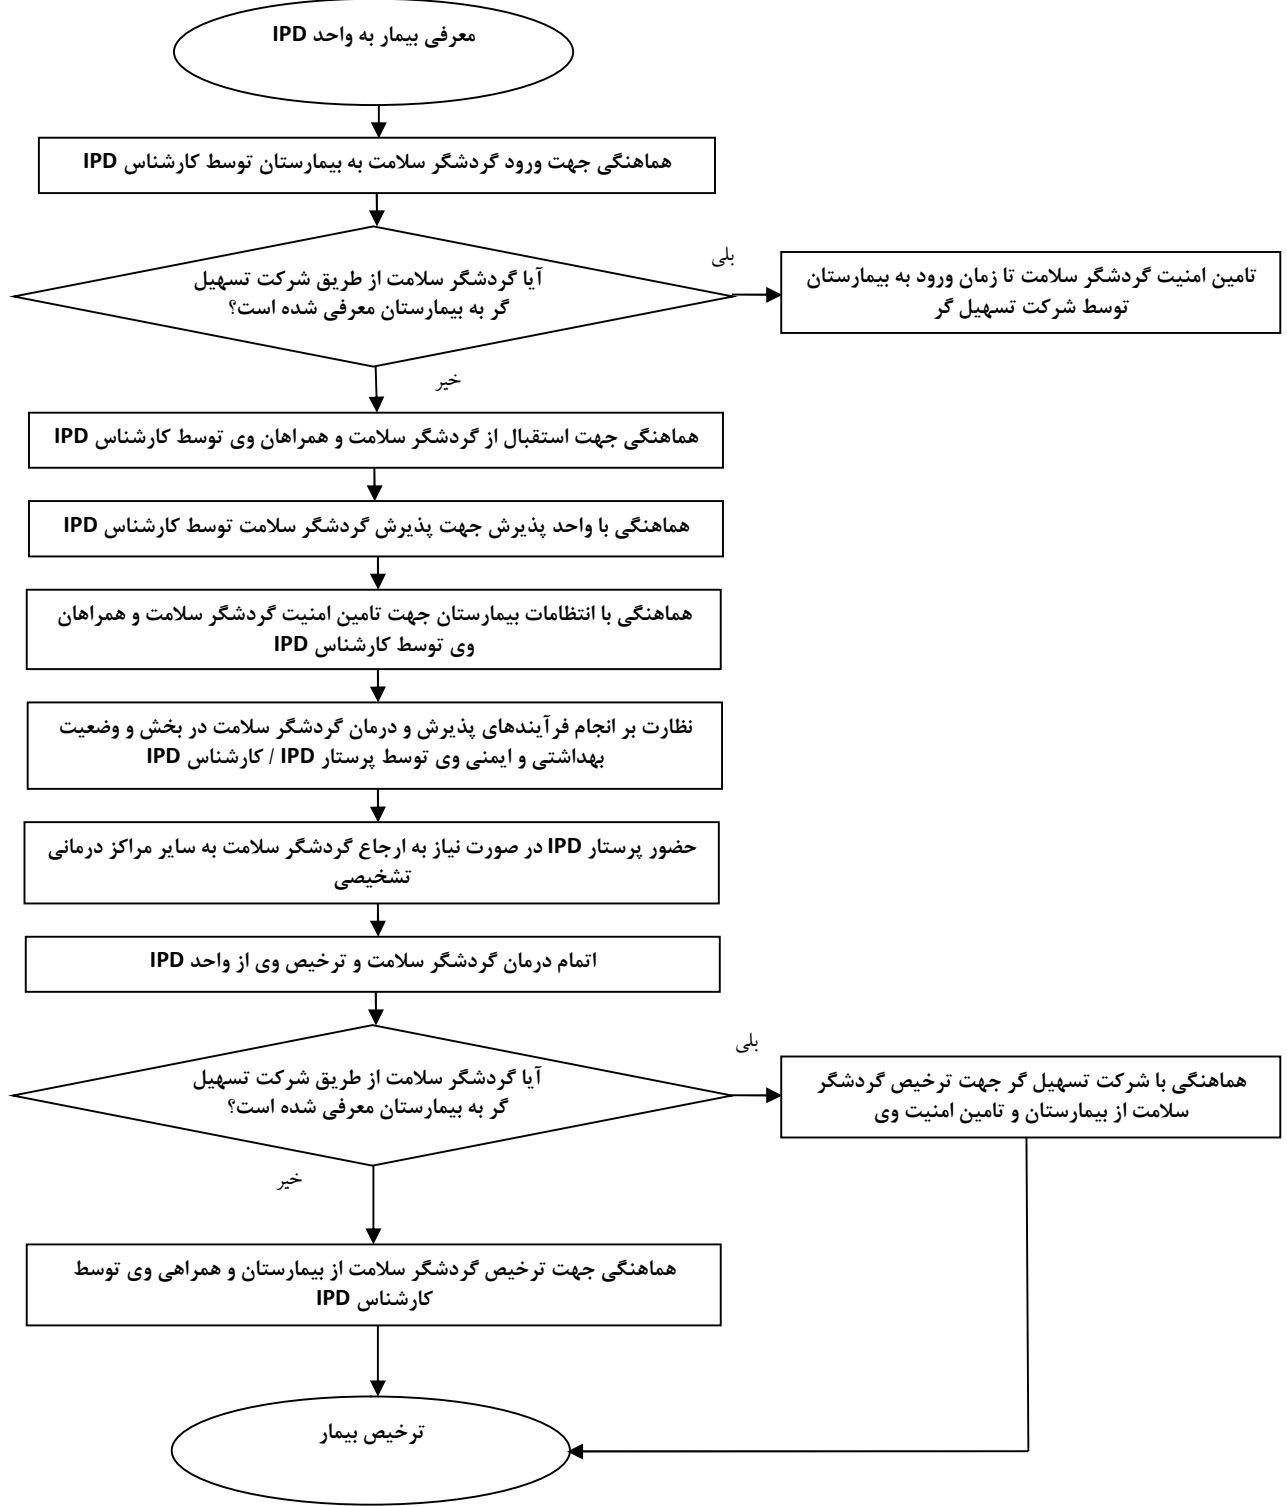 معرفی بیمار به واحد IPD
هماهنگی جهت ورود گردشگر سلامت به بیمارستان توسط کارشناس IPD
آیا گردشگر سلامت از طریق شرکت تسهیل
گر به بیمارستان معرفی شده است؟
بلی
تامین امنیت گردشگر سلامت تا زمان ورود به بیمارستان
توسط شرکت تسهیل گر
خیر
هماهنگی جهت استقبال از گردشگر سلامت و همراهان وی توسط کارشناس IPD
هماهنگی با واحد پذیرش جهت پذیرش گردشگر سلامت توسط کارشناس IPD
هماهنگی با انتظامات بیمارستان جهت تامین امنیت گردشگر سلامت و همراهان
وی توسط کارشناس IPD
نظارت بر انجام فرآیندهای پذیرش و درمان گردشگر سلامت در بخش و وضعیت
بهداشتی و ایمنی وی توسط پرستار IPD / کارشناس IPD
حضور پرستار IPD در صورت نیاز به ارجاع گردشگر سلامت به سایر مراکز درمانی
تشخیصی
اتمام درمان گردشگر سلامت و ترخیص وی از واحد IPD
آیا گردشگر سلامت از طریق شرکت تسهیل
گر به بیمارستان معرفی شده است؟
بلی
هماهنگی با شرکت تسهیل گر جهت ترخیص گردشگر
سلامت از بیمارستان و تامین امنیت وی
خیر
هماهنگی جهت ترخیص گردشگر سلامت از بیمارستان و همراهی وی توسط
کارشناس IPD
ترخیص بیمار